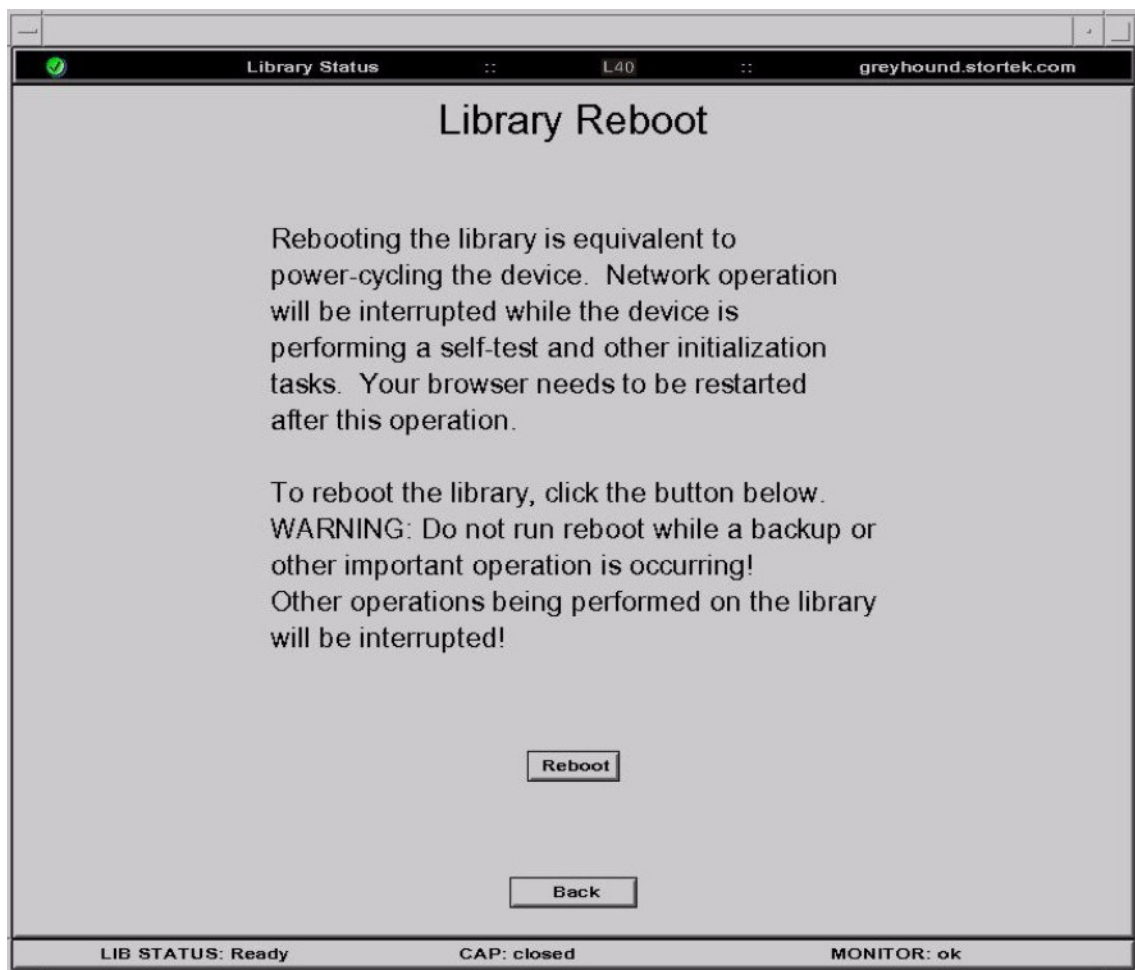 Library Status :: L40 :: greyhound.stortek.com
Library Reboot
Rebooting the library is equivalent to
power-cycling the device. Network operation
will be interrupted while the device is
performing a self-test and other initialization
tasks. Your browser needs to be restarted
after this operation.
To reboot the library, click the button below.
WARNING: Do not run reboot while a backup or
other important operation is occurring!
Other operations being performed on the library
will be interrupted!
Reboot
Back
LIB STATUS: Ready CAP: closed MONITOR: ok